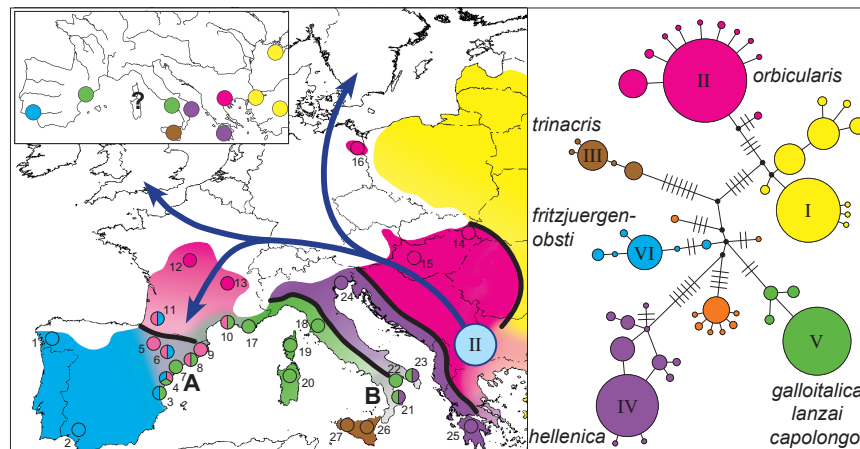 ?
16
14
15
12
13
11
24
II
1
10
17
18
5
6
9
8
7
A
19
4
3
20
22
23
B
21
2
27
26
25
II
orbicularis
trinacris
III
I
fritzjuergen-
obsti
VI
V
IV
galloitalica
lanzai
hellenica
capolongoi